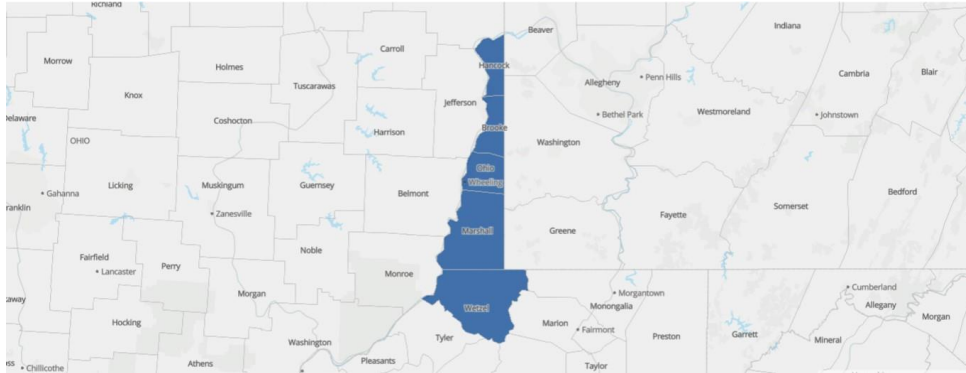 Richland
Indiana
Beaver
Carroll
Morrow
Holmes
Hancock
Cambria
Blair
Allegheny
Penn Hills
Tuscarawas
Knox
Jefferson
Westmoreland
Johnstown
Delaware
Coshocton
Bethel Park
Harrison
Brooke
OHIO
Washington
Ohio
Wheeling
Licking
Muskingum
Guernsey
Belmont
Gahanna
Bedford
ranklin
Zanesville
Somerset
Fayette
Marshall
Greene
Noble
Fairfield
Perry
Lancaster
Monroe
Cumberland
Morgan
Morgantown
away
Wetzel
Monongalia
Allegany
Hocking
Marion
Fairmont
Morgan
Washington
Tyler
Preston
Garrett
Mineral
oss
Athens
Pleasants
Taylor
Chillicothe